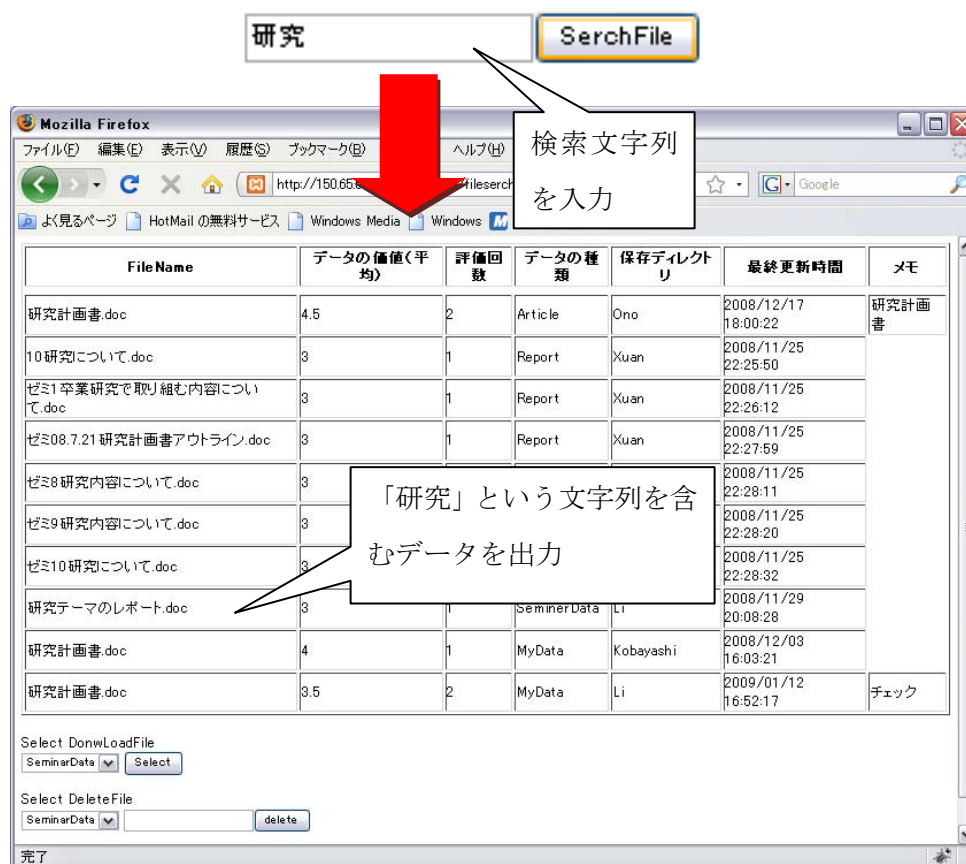 研究 SerchFile
検索文字列
を入力
Mozilla Firefox
ファイル(F) 編集(E) 表示(V) 履歴(S) ブックマーク(B) ヘルプ(H)
http://150.65. fileserch Google
よく見るページ HotMail の無料サービス Windows Media Windows
FileName データの価値(平均) 評価回数 データの種類 保存ディレクトリ 最終更新時間 メモ
研究計画書.doc 4.5 2 Article Ono 2008/12/17 18:00:22 研究計画書
10研究について.doc 3 1 Report Xuan 2008/11/25 22:25:50
ゼミ1卒業研究で取り組む内容について.doc 3 1 Report Xuan 2008/11/25 22:26:12
ゼミ08.7.21研究計画書アウトライン.doc 3 1 Report Xuan 2008/11/25 22:27:59
ゼミ8研究内容について.doc 3 2008/11/25 22:28:11
ゼミ9研究内容について.doc 3 2008/11/25 22:28:20
ゼミ10研究について.doc 3 2008/11/25 22:28:32
研究テーマのレポート.doc 3 1 SeminerData Li 2008/11/29 20:08:28
研究計画書.doc 4 1 MyData Kobayashi 2008/12/03 16:03:21
研究計画書.doc 3.5 2 MyData Li 2009/01/12 16:52:17 チェック
「研究」という文字列を含
むデータを出力
Select DonwLoadFile
SeminarData Select
Select DeleteFile
SeminarData delete
完了